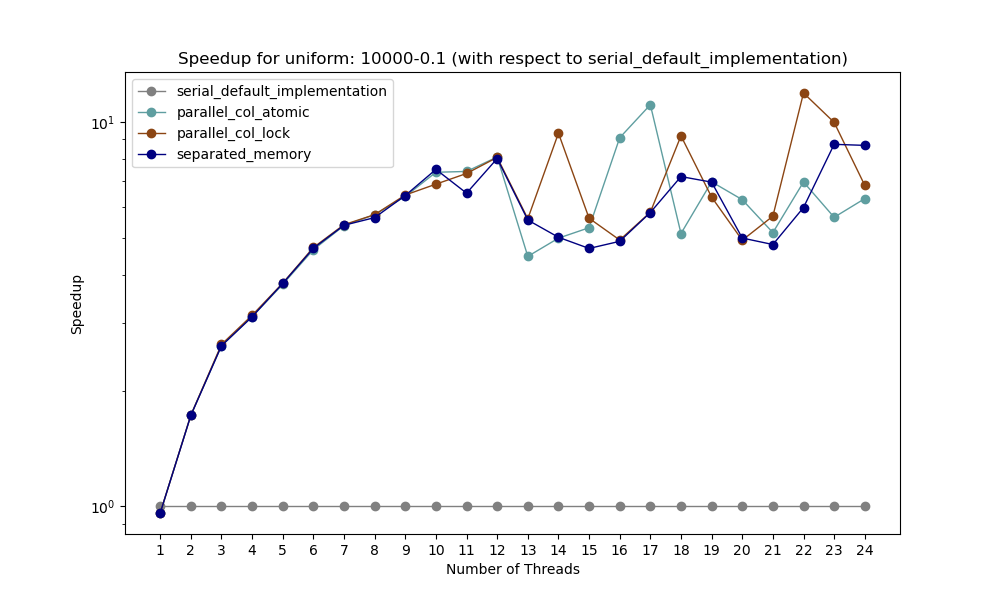 Speedup for uniform: 10000-0.1 (with respect to serial_default_implementation)
serial_default_implementation
parallel_col_atomic
parallel_col_lock
separated_memory
10¹
10⁰
Speedup
1 2 3 4 5 6 7 8 9 10 11 12 13 14 15 16 17 18 19 20 21 22 23 24
Number of Threads